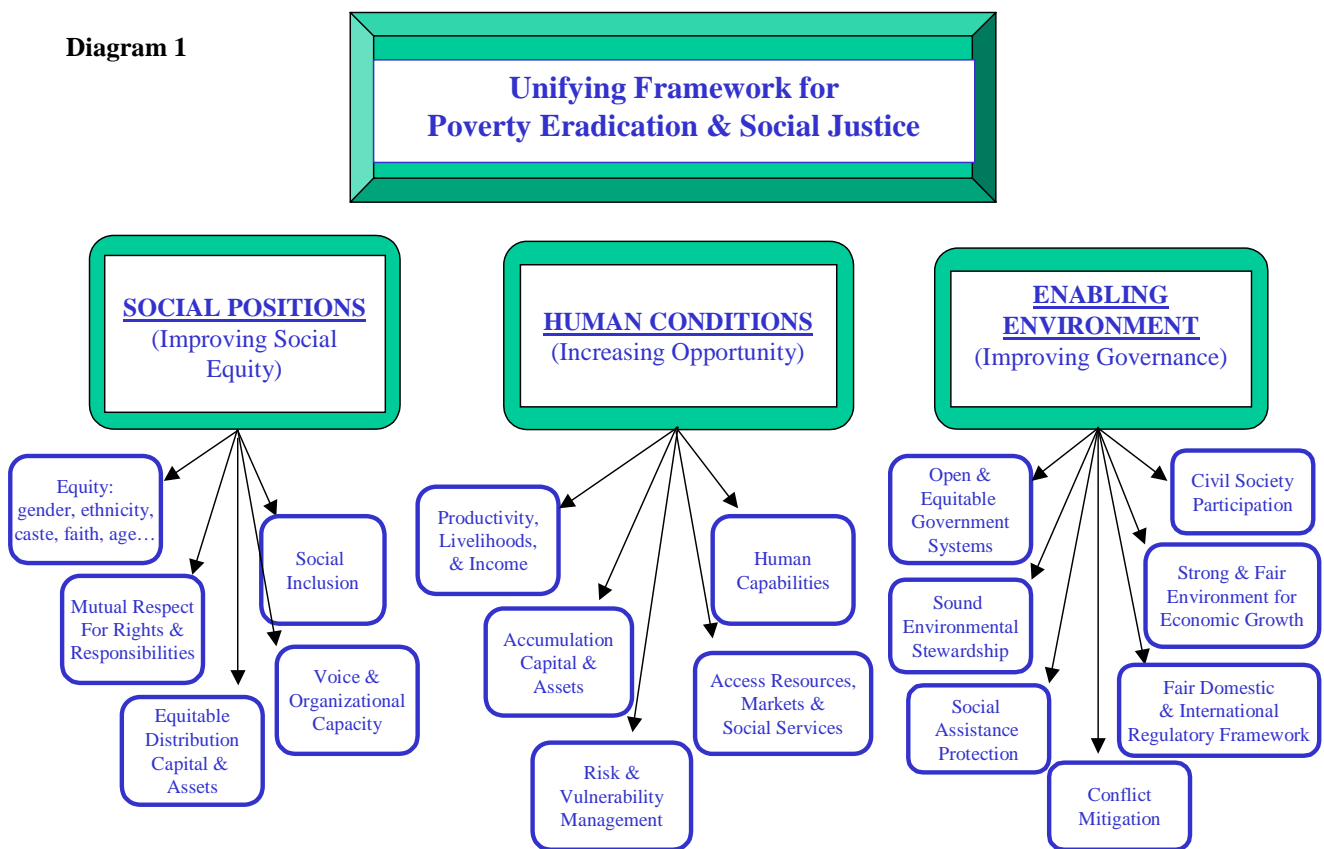 Diagram 1
Unifying Framework for
Poverty Eradication & Social Justice
SOCIAL POSITIONS
(Improving Social
Equity)
HUMAN CONDITIONS
(Increasing Opportunity)
ENABLING
ENVIRONMENT
(Improving Governance)
Equity:
gender, ethnicity,
caste, faith, age…
Mutual Respect
For Rights &
Responsibilities
Equitable
Distribution
Capital &
Assets
Voice &
Organizational
Capacity
Social
Inclusion
Productivity,
Livelihoods,
& Income
Accumulation
Capital &
Assets
Risk &
Vulnerability
Management
Access Resources,
Markets &
Social Services
Human
Capabilities
Open &
Equitable
Government
Systems
Sound
Environmental
Stewardship
Social
Assistance
Protection
Conflict
Mitigation
Fair Domestic
& International
Regulatory Framework
Strong & Fair
Environment for
Economic Growth
Civil Society
Participation